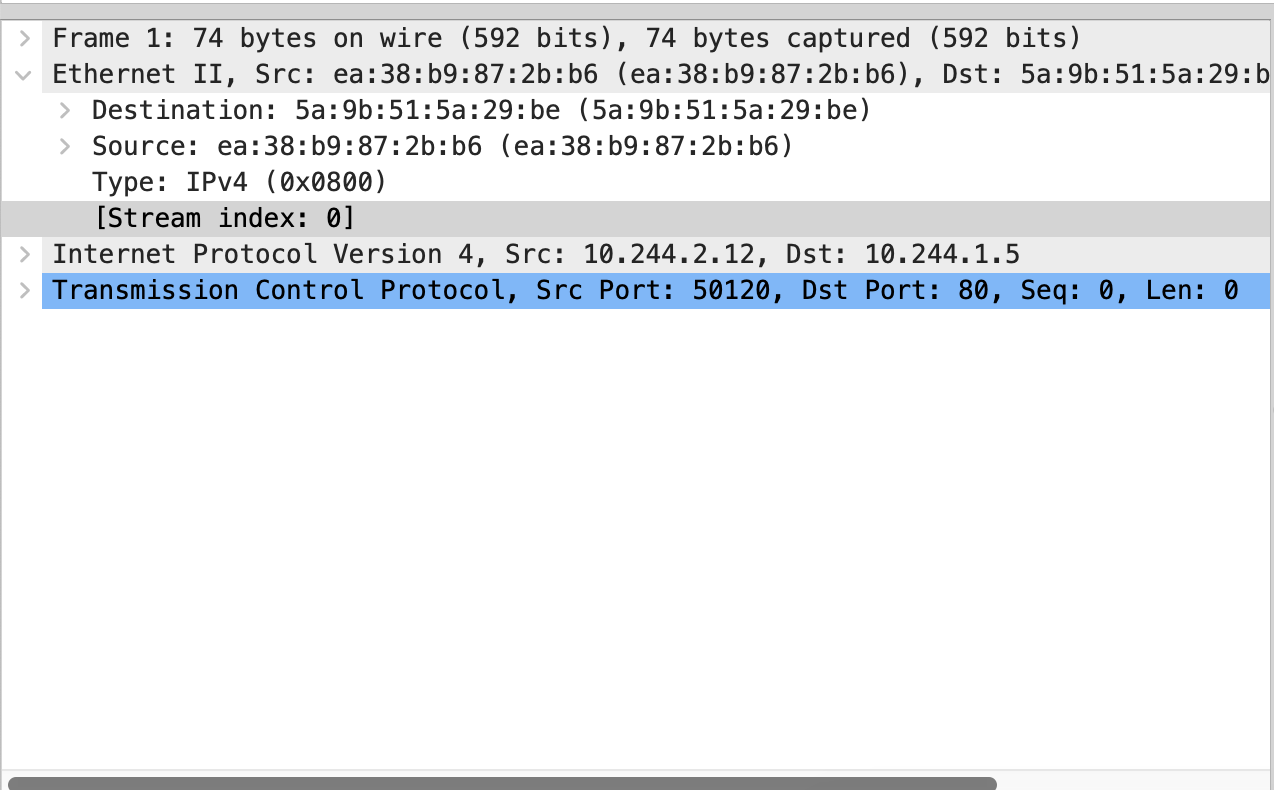 Frame 1: 74 bytes on wire (592 bits), 74 bytes captured (592 bits)
Ethernet II, Src: ea:38:b9:87:2b:b6 (ea:38:b9:87:2b:b6), Dst: 5a:9b:51:5a:29:b
Destination: 5a:9b:51:5a:29:be (5a:9b:51:5a:29:be)
Source: ea:38:b9:87:2b:b6 (ea:38:b9:87:2b:b6)
Type: IPv4 (0x0800)
[Stream index: 0]
Internet Protocol Version 4, Src: 10.244.2.12, Dst: 10.244.1.5
Transmission Control Protocol, Src Port: 50120, Dst Port: 80, Seq: 0, Len: 0